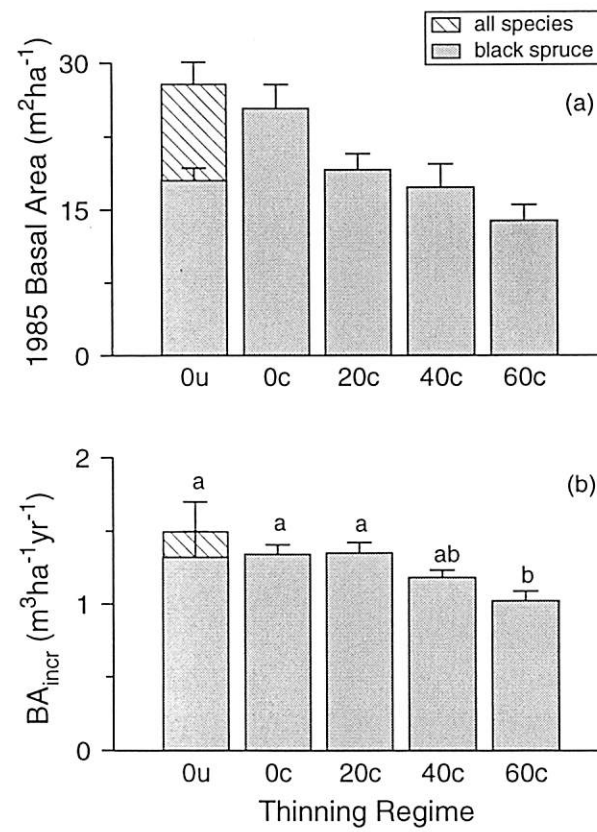 all species
black spruce
(a)
1985 Basal Area (m²ha⁻¹)
30
15
0
0u 0c 20c 40c 60c
(b)
BAincr (m³ha⁻¹yr⁻¹)
2
1
0
a a a ab b
0u 0c 20c 40c 60c
Thinning Regime